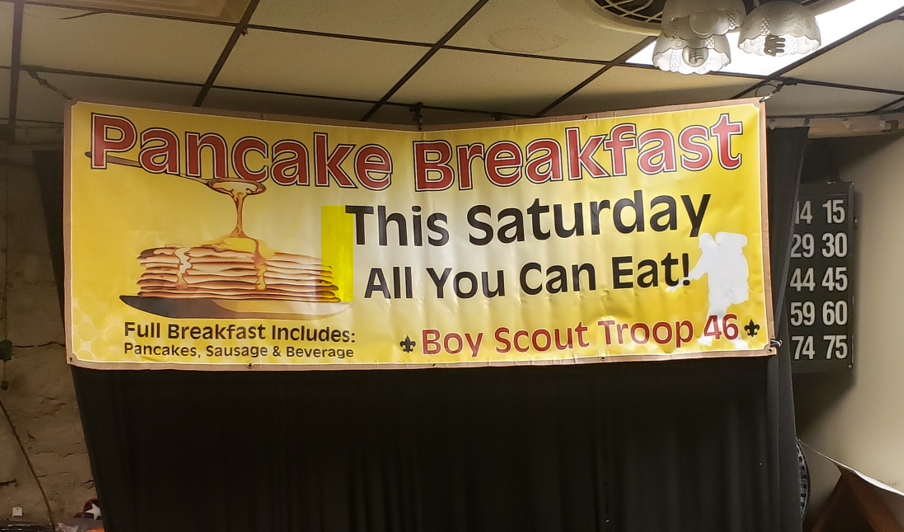 Pancake Breakfast
This Saturday
All You Can Eat!
Full Breakfast Includes:
Pancakes, Sausage & Beverage
Boy Scout Troop 46
14 15
29 30
44 45
59 60
74 75